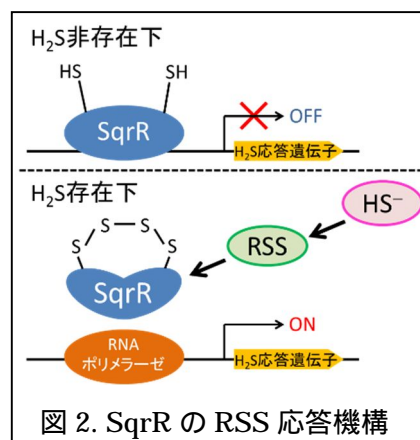 H₂S非存在下
HS
SH
SqrR
OFF
H₂S応答遺伝子
H₂S存在下
HS⁻
S S S S
RSS
SqrR
ON
RNA
ポリメラーゼ
H₂S応答遺伝子
図 2. SqrR の RSS 応答機構